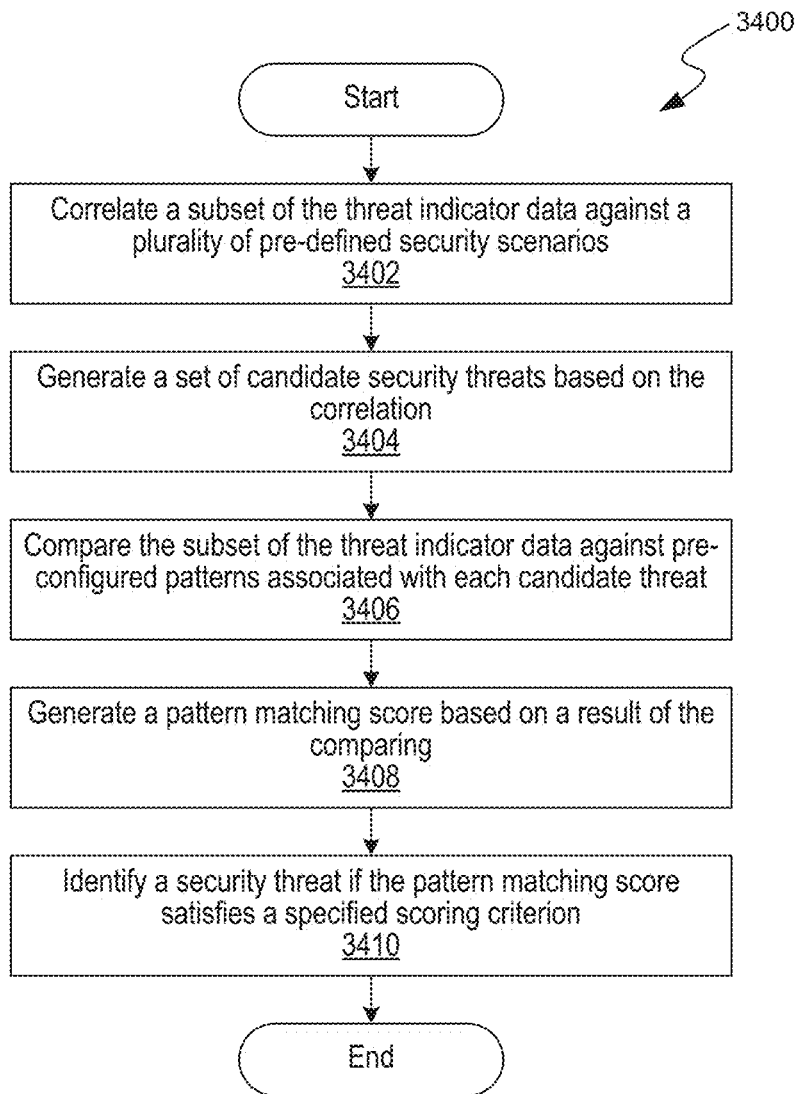 3400
Start
Correlate a subset of the threat indicator data against a
plurality of pre-defined security scenarios
3402
Generate a set of candidate security threats based on the
correlation
3404
Compare the subset of the threat indicator data against pre-
configured patterns associated with each candidate threat
3406
Generate a pattern matching score based on a result of the
comparing
3408
Identify a security threat if the pattern matching score
satisfies a specified scoring criterion
3410
End